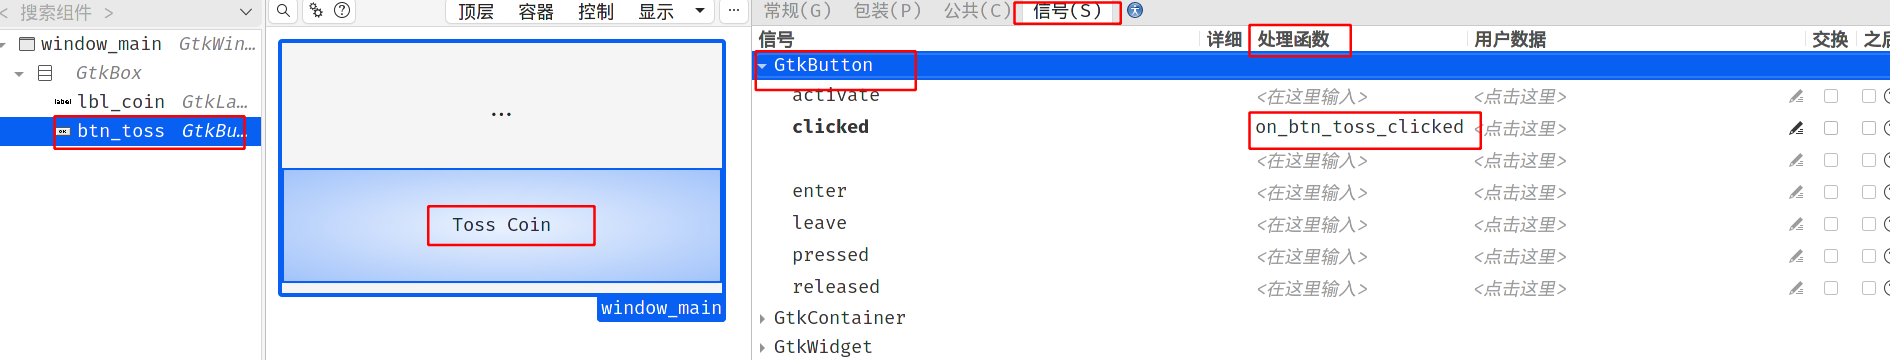 < 搜索组件 >
window_main GtkWin…
GtkBox
label lbl_coin GtkLa…
OK btn_toss GtkBu…
顶层 容器 控制 显示 ...
...
Toss Coin
window_main
常规(G) 包装(P) 公共(C) 信号(S)
信号 详细 处理函数 用户数据 交换 之后
GtkButton
activate <在这里输入> <点击这里>
clicked on_btn_toss_clicked <点击这里>
<在这里输入> <点击这里>
enter <在这里输入> <点击这里>
leave <在这里输入> <点击这里>
pressed <在这里输入> <点击这里>
released <在这里输入> <点击这里>
GtkContainer
GtkWidget